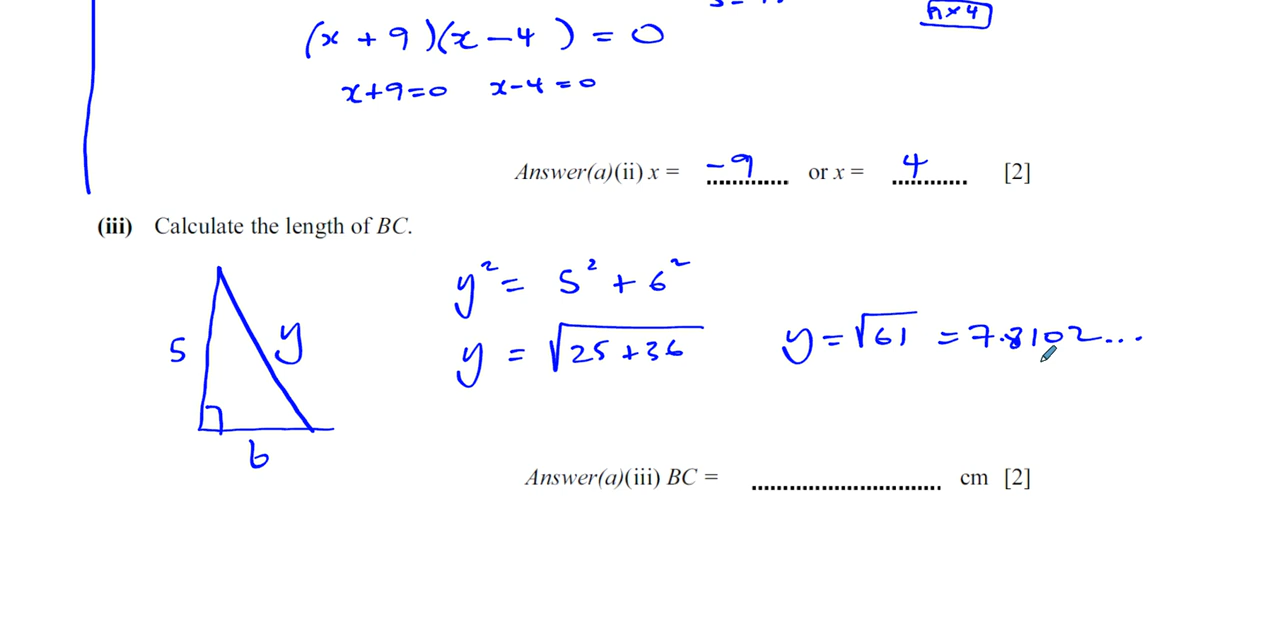 (x + 9)(x - 4) = 0
h × 4
x+9=0 x-4=0
Answer(a)(ii) x = -9 or x = 4 [2]
(iii) Calculate the length of BC.
y² = 5² + 6²
5 y
y = √25+36 y = √61 = 7.8102...
6
Answer(a)(iii) BC = ........................ cm [2]